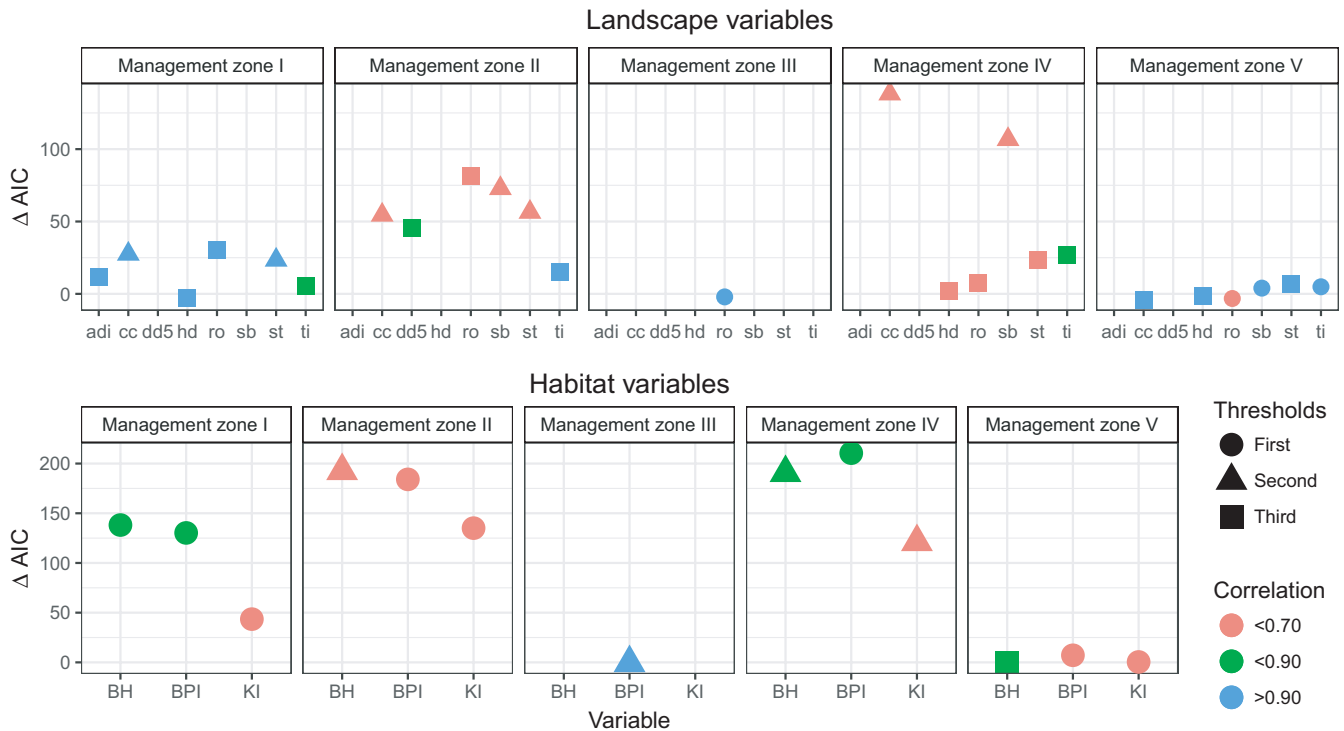 Landscape variables
Management zone I Management zone II Management zone III Management zone IV Management zone V
Δ AIC
100
50
0
adi cc dd5 hd ro sb st ti adi cc dd5 hd ro sb st ti adi cc dd5 hd ro sb st ti adi cc dd5 hd ro sb st ti adi cc dd5 hd ro sb st ti
Habitat variables
Management zone I Management zone II Management zone III Management zone IV Management zone V
Δ AIC
200
150
100
50
0
BH BPI KI BH BPI KI BH BPI KI BH BPI KI BH BPI KI
Variable
Thresholds
First
Second
Third
Correlation
<0.70
<0.90
>0.90